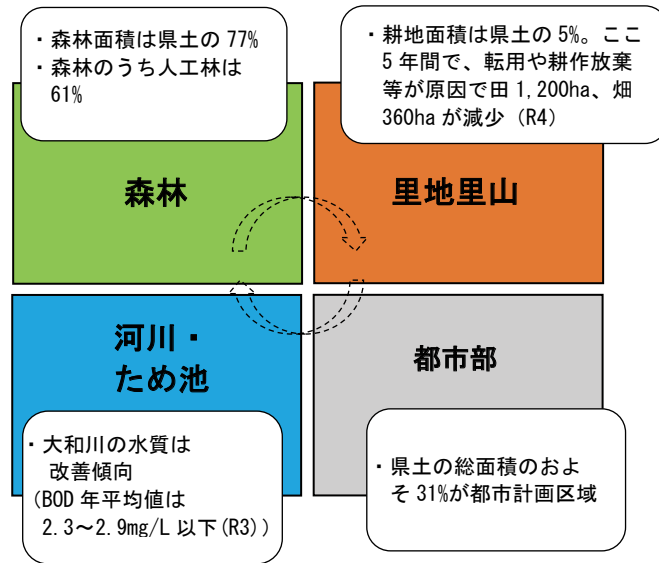 ・森林面積は県土の 77%
・森林のうち人工林は
61%
森林
・耕地面積は県土の 5%。ここ
5 年間で、転用や耕作放棄
等が原因で田 1,200ha、畑
360ha が減少（R4）
里地里山
河川・
ため池
・大和川の水質は
改善傾向
（BOD 年平均値は
2.3～2.9mg/L 以下(R3)）
都市部
・県土の総面積のおよ
そ 31%が都市計画区域